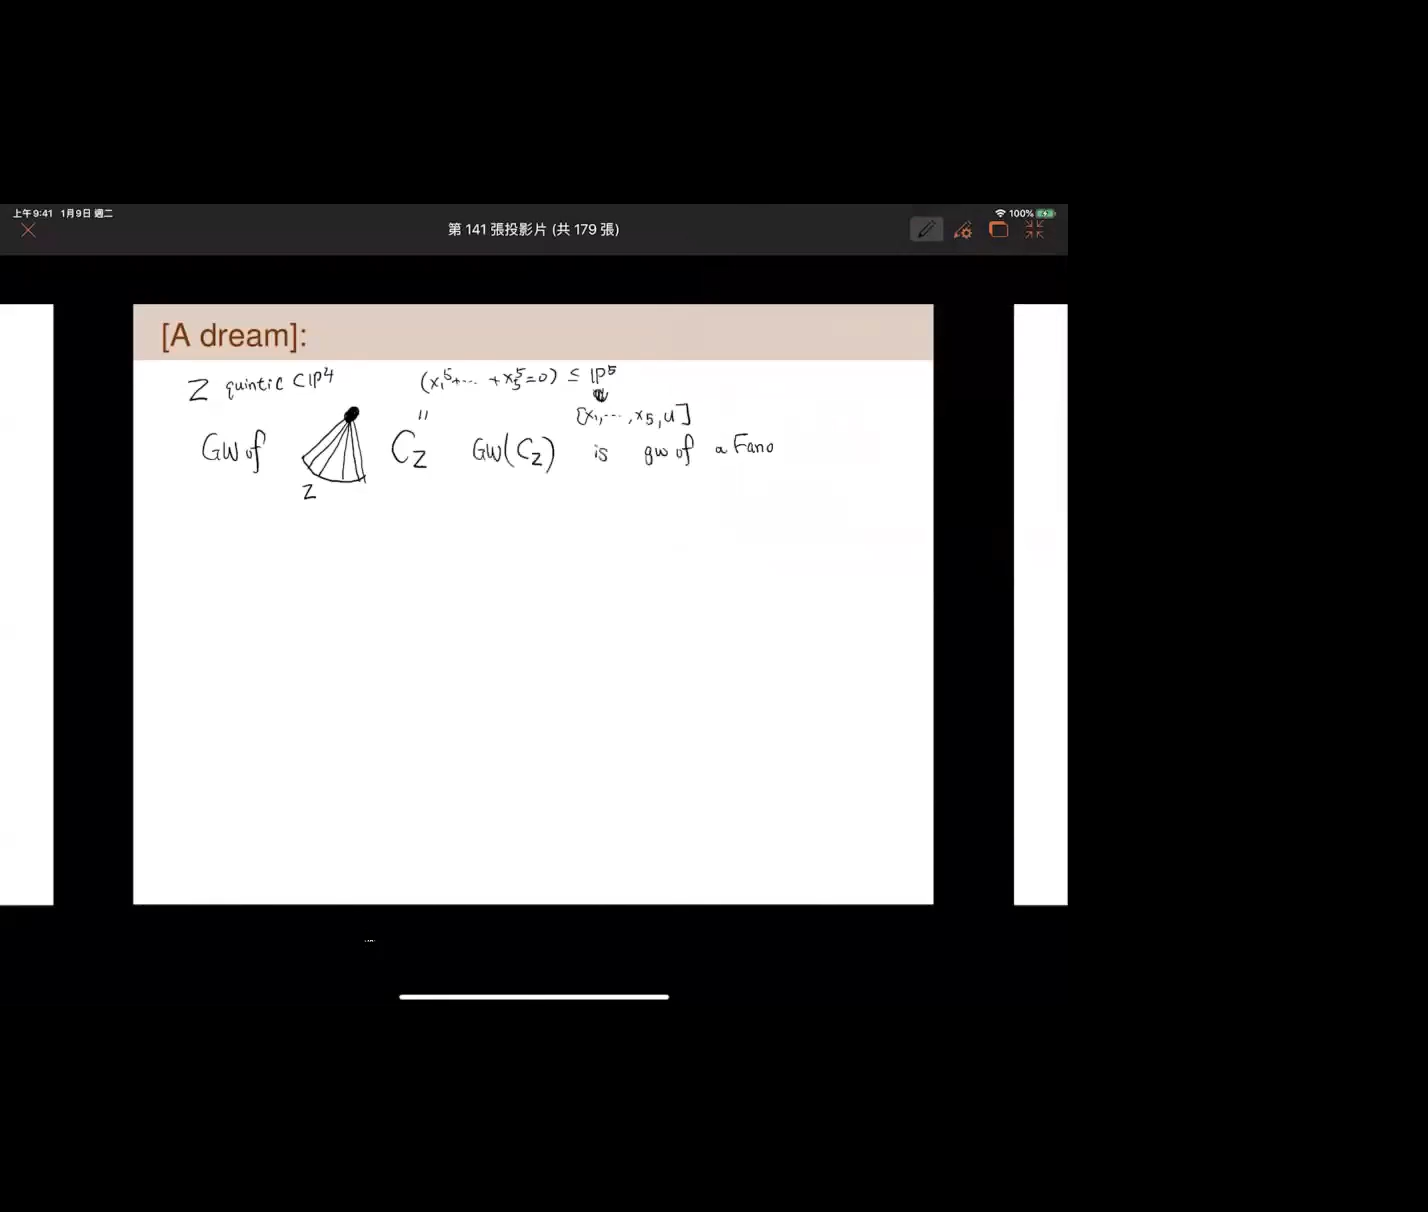 上午9:41 1月9日 週二
100%
第 141 張投影片 (共 179 張)
[A dream]:
Z quintic ⊂ ℙ⁴ (x₁⁵+⋯+x₅⁵=0) ⊆ ℙ⁵
[x₁,⋯,x₅,u]
GW of C_Z GW(C_Z) is gw of a Fano
Z